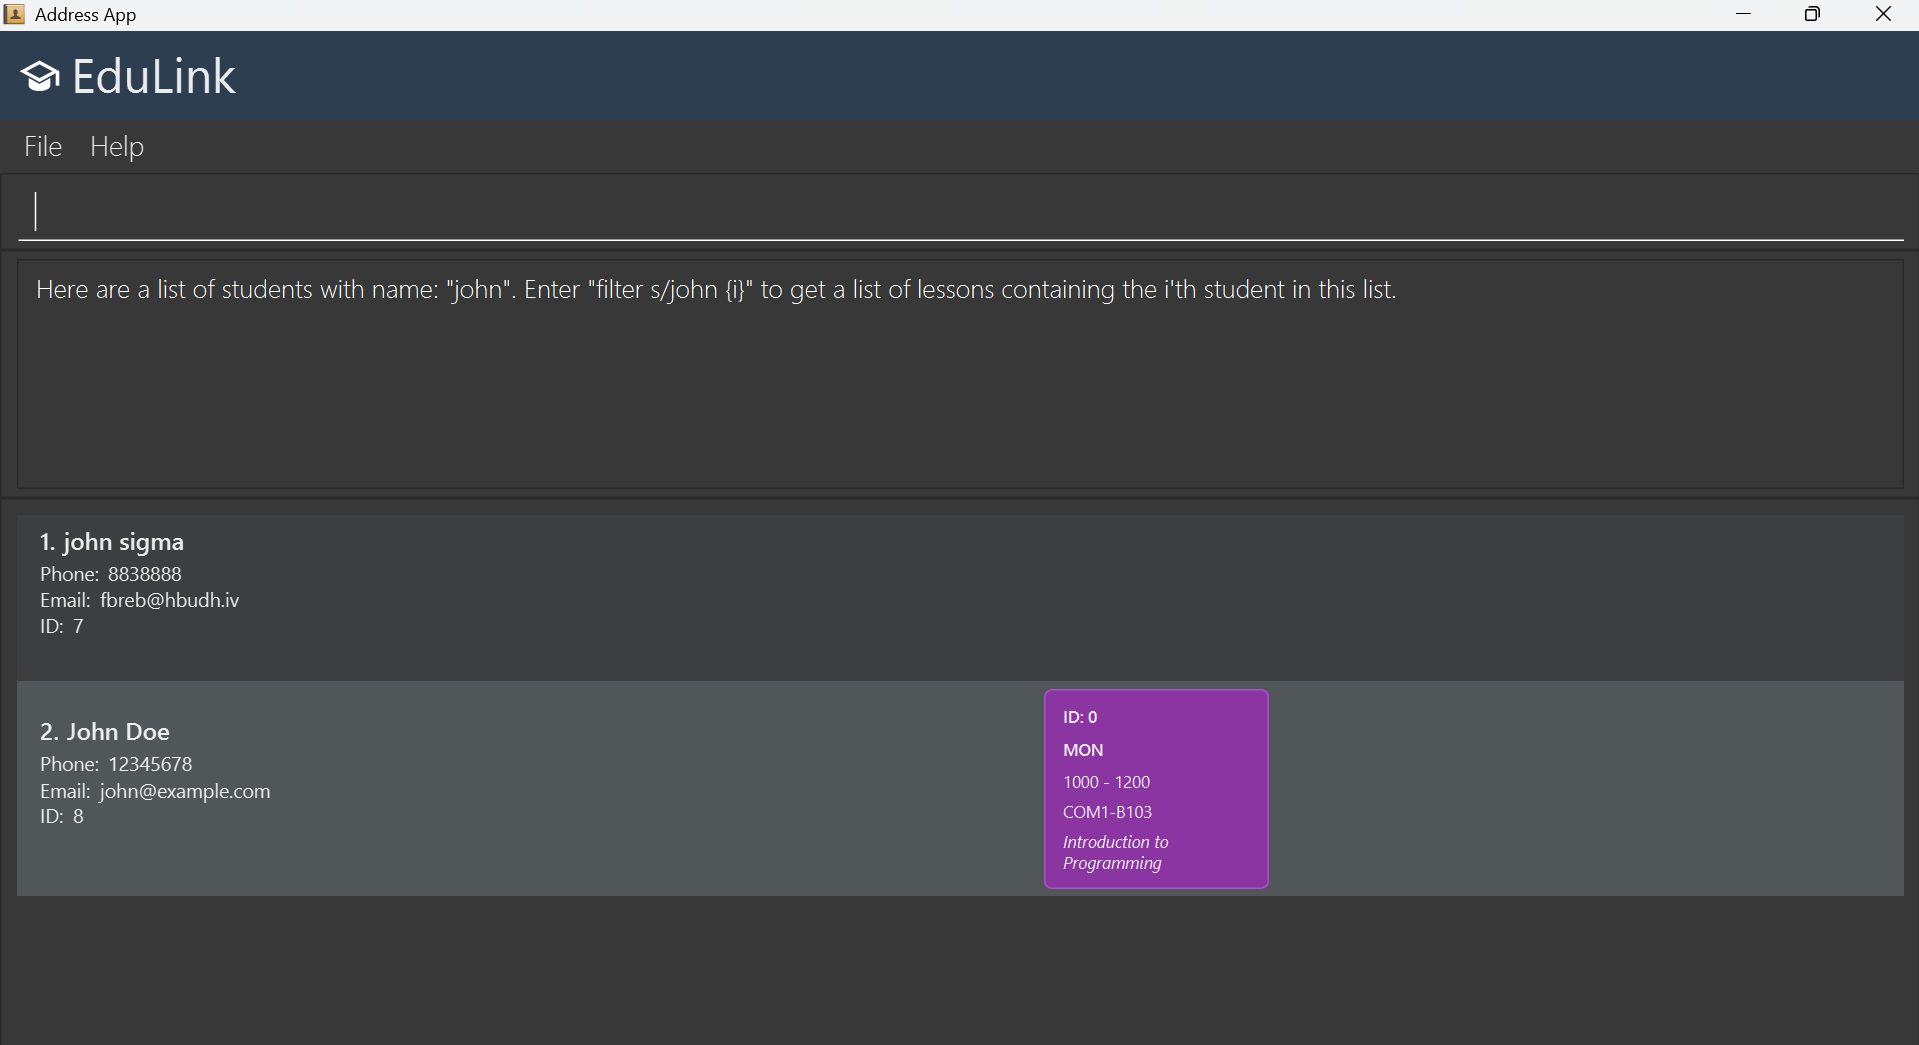 Address App
EduLink
File Help
Here are a list of students with name: "john". Enter "filter s/john {i}" to get a list of lessons containing the i'th student in this list.
1. john sigma
Phone: 8838888
Email: fbreb@hbudh.iv
ID: 7
2. John Doe
Phone: 12345678
Email: john@example.com
ID: 8
ID: 0
MON
1000 - 1200
COM1-B103
Introduction to
Programming